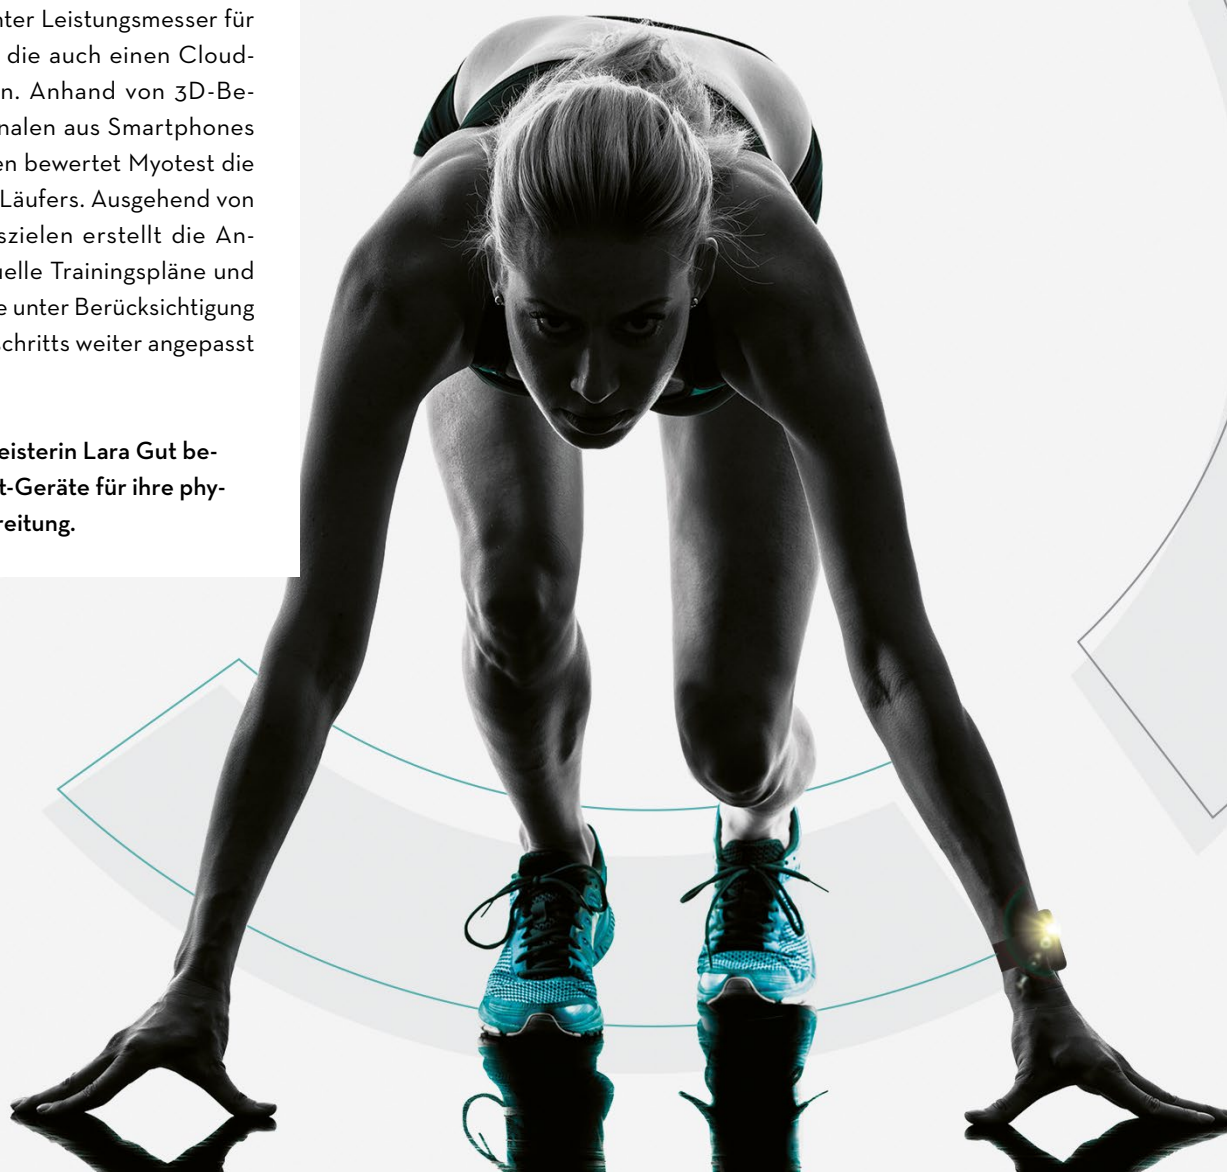 nter Leistungsmesser für
die auch einen Cloud-
n. Anhand von 3D-Be-
nalen aus Smartphones
en bewertet Myotest die
Läufers. Ausgehend von
szielen erstellt die An-
uelle Trainingspläne und
e unter Berücksichtigung
schritts weiter angepasst
eisterin Lara Gut be-
t-Geräte für ihre phy-
reitung.